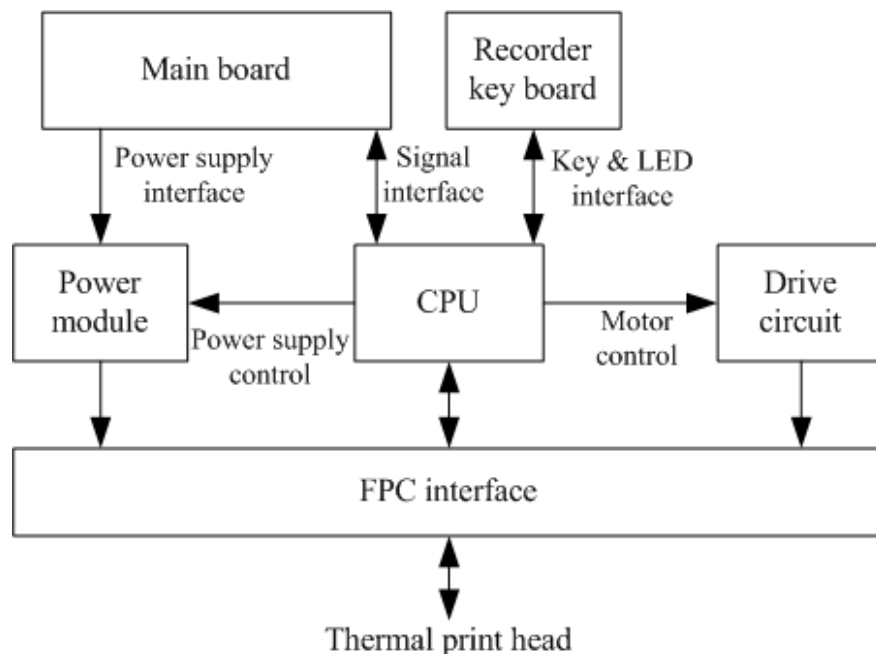 Main board
Recorder
key board
Power supply
interface
Signal
interface
Key & LED
interface
Power
module
CPU
Drive
circuit
Power supply
control
Motor
control
FPC interface
Thermal print head